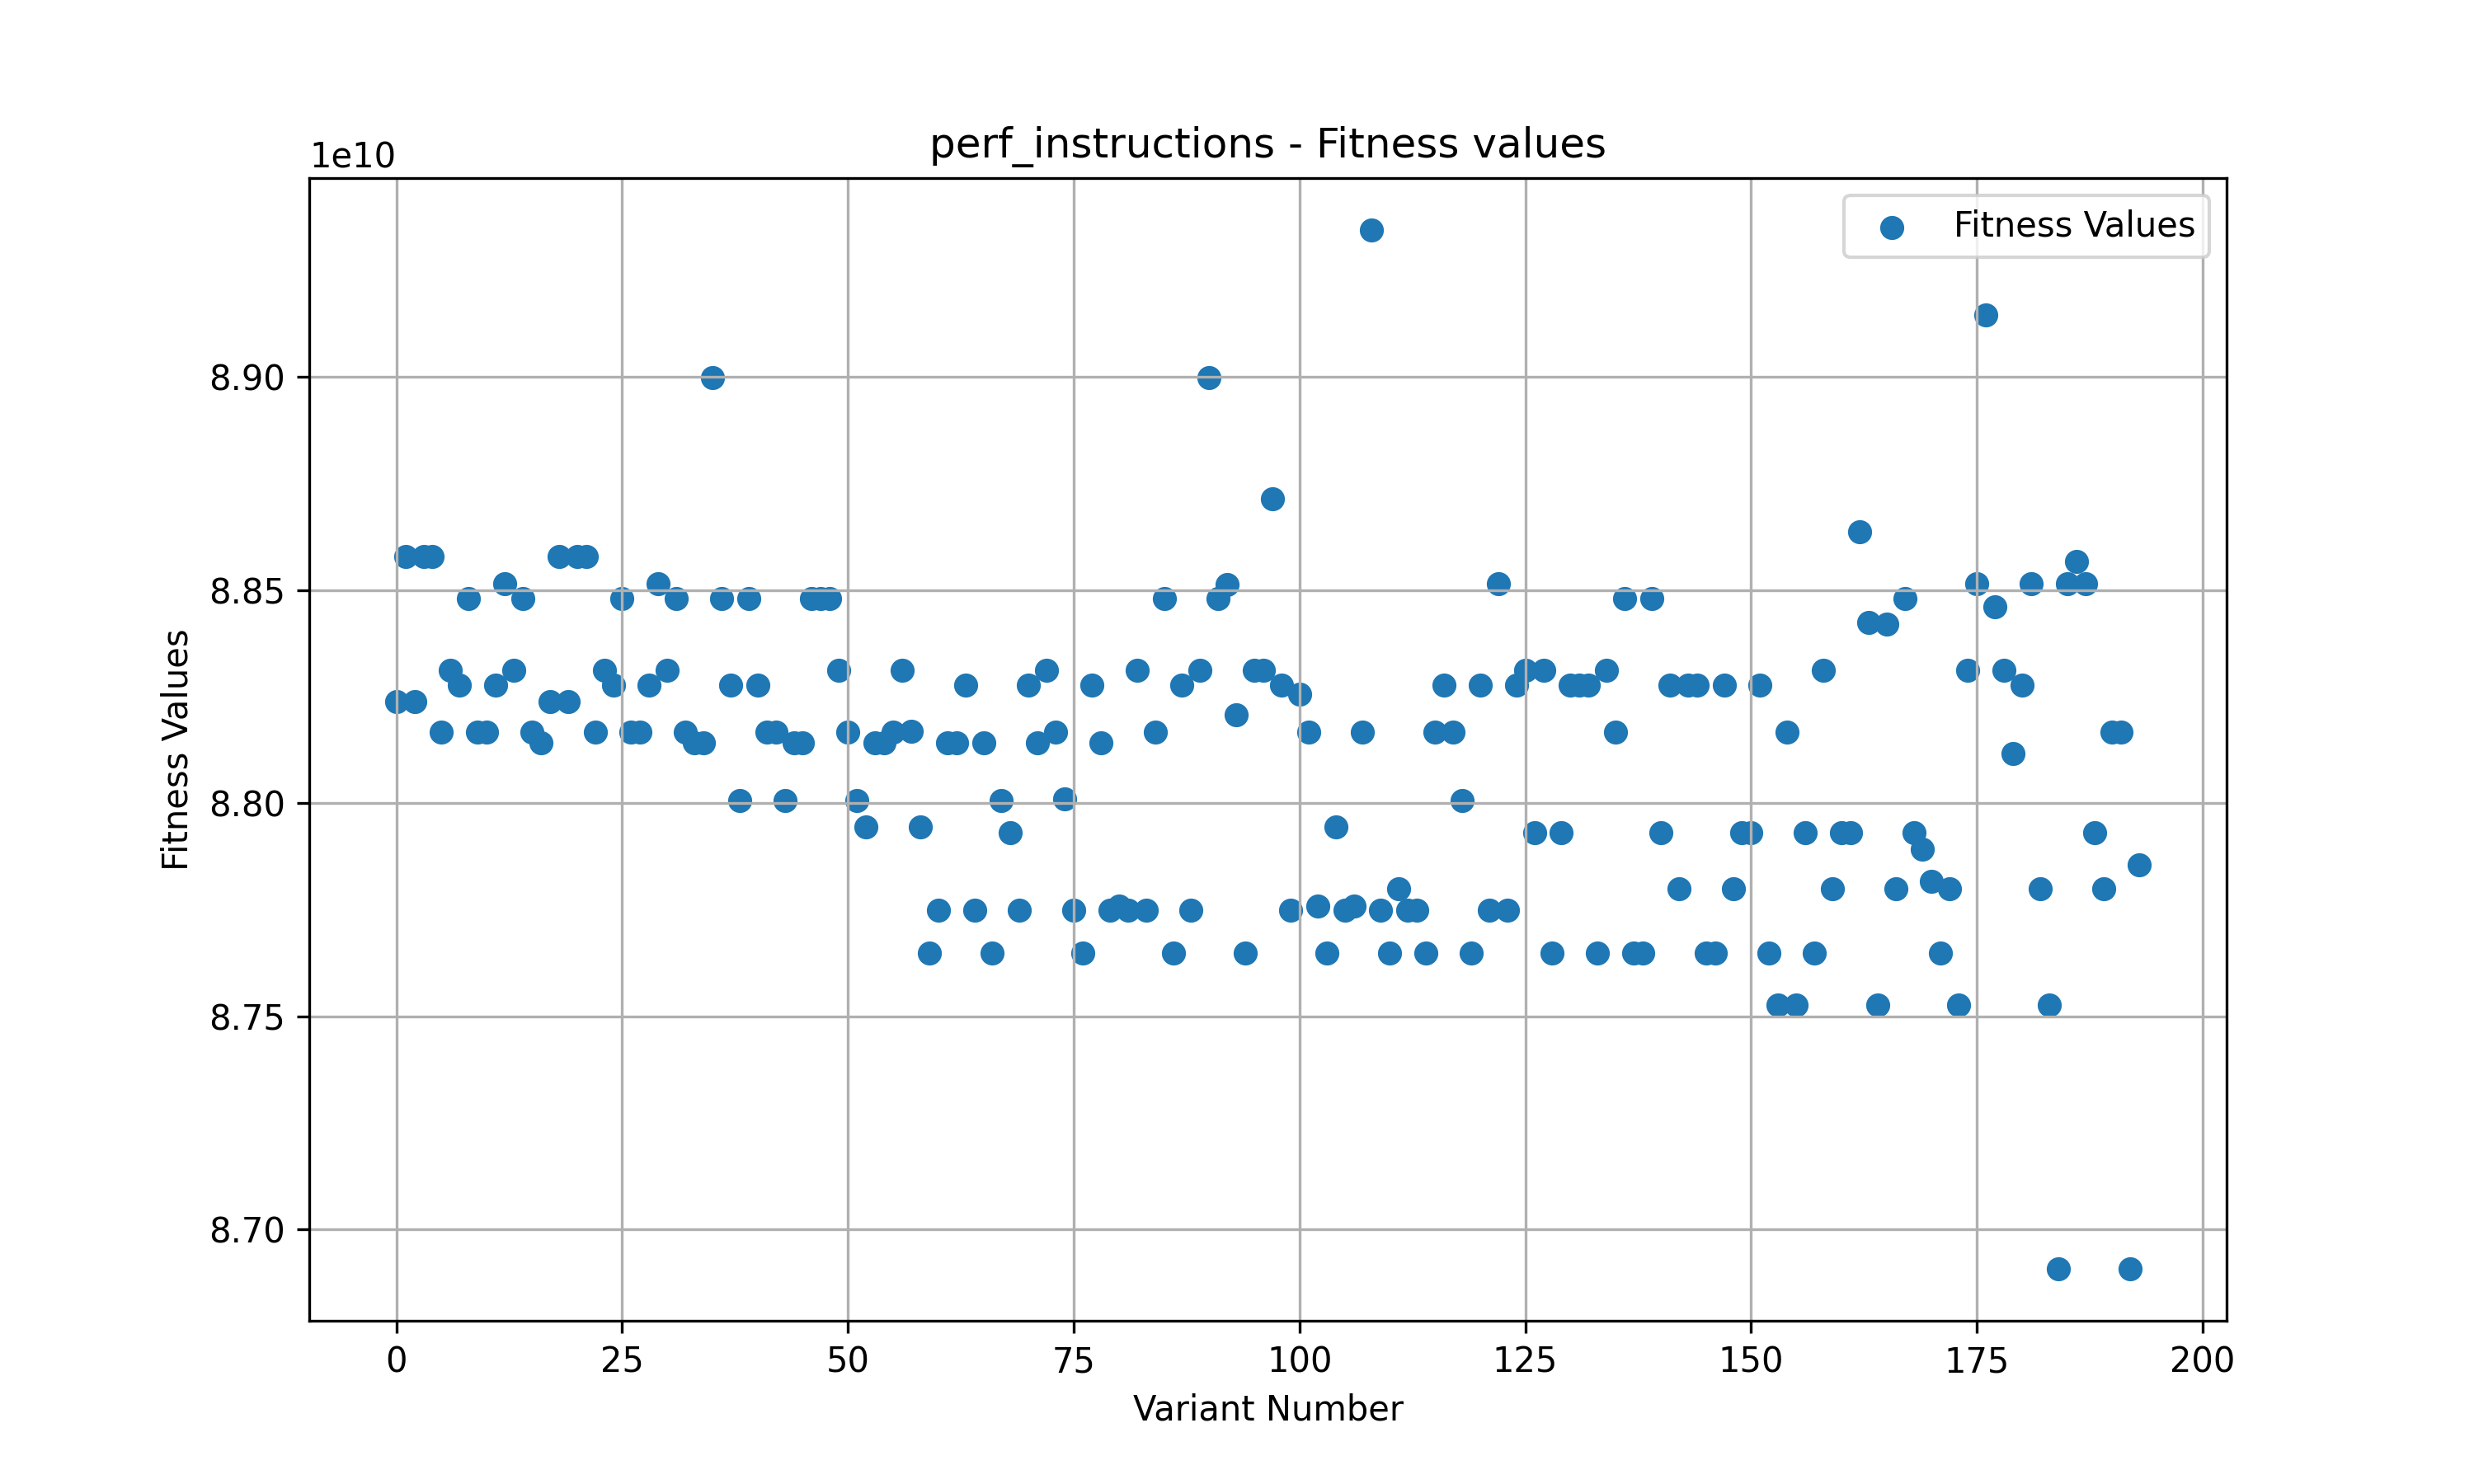 perf_instructions - Fitness values
1e10
Fitness Values
8.90
8.85
8.80
8.75
8.70
Fitness Values
0 25 50 75 100 125 150 175 200
Variant Number